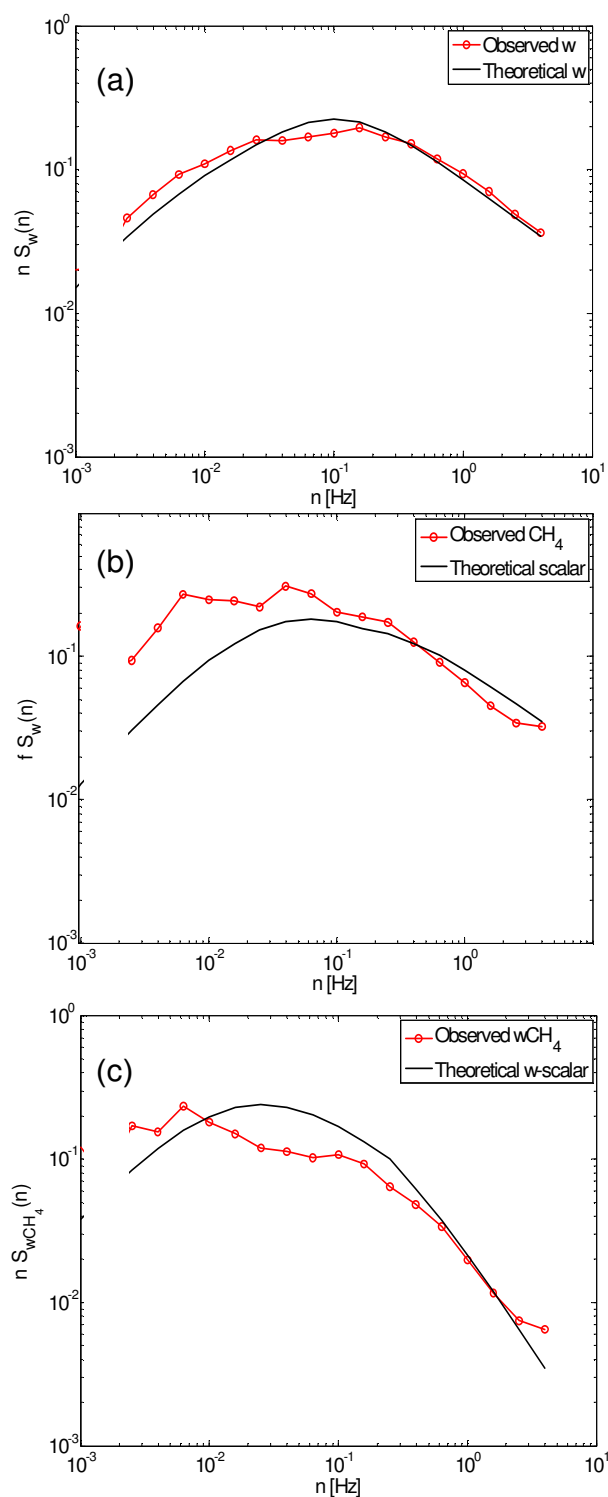 10^0
(a)
Observed w
Theoretical w
10^-1
n S_w(n)
10^-2
10^-3
10^-3 10^-2 10^-1 10^0 10^1
n [Hz]
(b)
Observed CH_4
Theoretical scalar
10^-1
f S_w(n)
10^-2
10^-3
10^-3 10^-2 10^-1 10^0
n [Hz]
10^0
(c)
Observed wCH_4
Theoretical w-scalar
10^-1
n S_wCH_4(n)
10^-2
10^-3
10^-3 10^-2 10^-1 10^0 10^1
n [Hz]